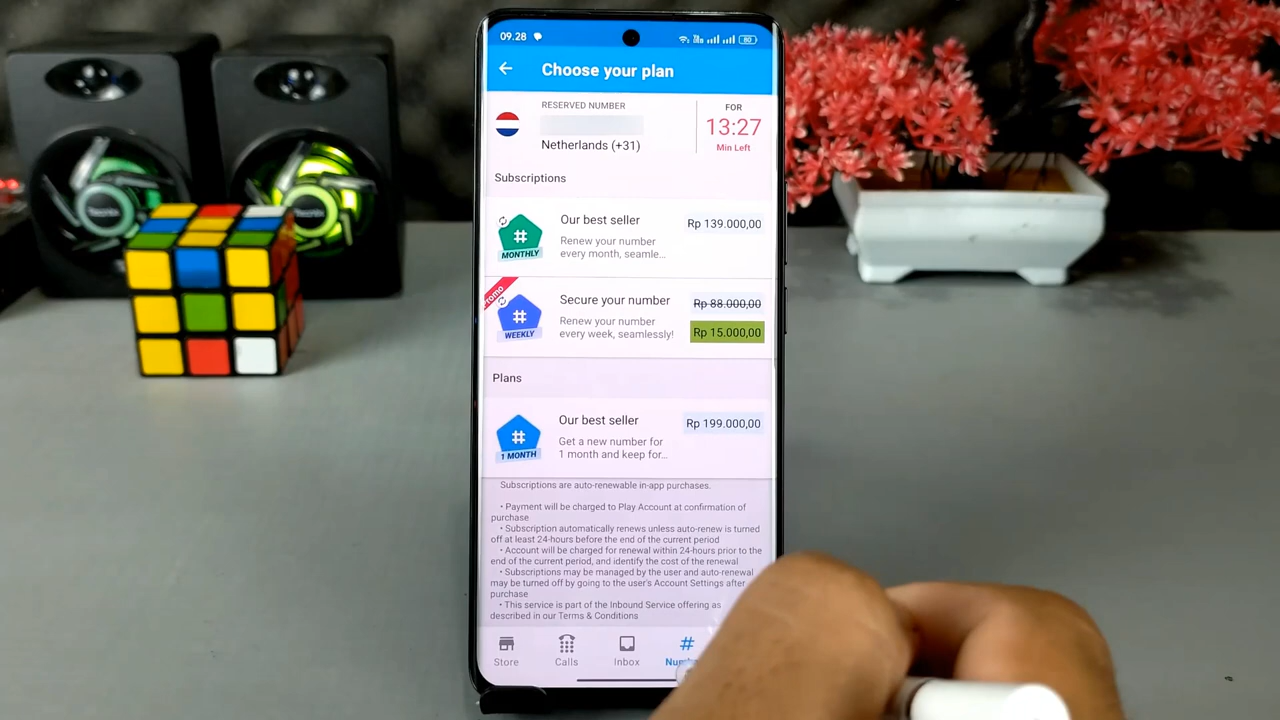 09.28
80
Choose your plan
RESERVED NUMBER
Netherlands (+31)
FOR
13:27
Min Left
Subscriptions
MONTHLY
Our best seller
Renew your number
every month, seamle...
Rp 139.000,00
WEEKLY
Secure your number
Renew your number
every week, seamlessly!
Rp 88.000,00
Rp 15.000,00
Plans
1 MONTH
Our best seller
Get a new number for
1 month and keep for...
Rp 199.000,00
Subscriptions are auto-renewable in-app purchases.
• Payment will be charged to Play Account at confirmation of
purchase
• Subscription automatically renews unless auto-renew is turned
off at least 24-hours before the end of the current period
• Account will be charged for renewal within 24-hours prior to the
end of the current period, and identify the cost of the renewal
• Subscriptions may be managed by the user and auto-renewal
may be turned off by going to the user's Account Settings after
purchase
• This service is part of the Inbound Service offering as
described in our Terms & Conditions
Store
Calls
Inbox